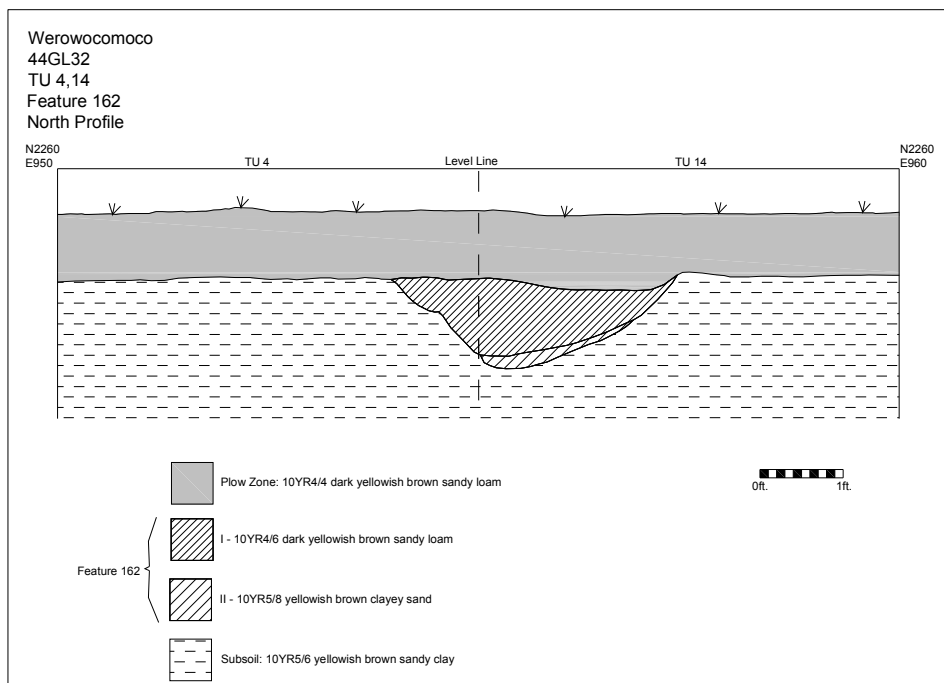 Werowocomoco
44GL32
TU 4,14
Feature 162
North Profile
N2260
E950
TU 4
Level Line
TU 14
N2260
E960
Plow Zone: 10YR4/4 dark yellowish brown sandy loam
0ft.
1ft.
Feature 162
I - 10YR4/6 dark yellowish brown sandy loam
II - 10YR5/8 yellowish brown clayey sand
Subsoil: 10YR5/6 yellowish brown sandy clay